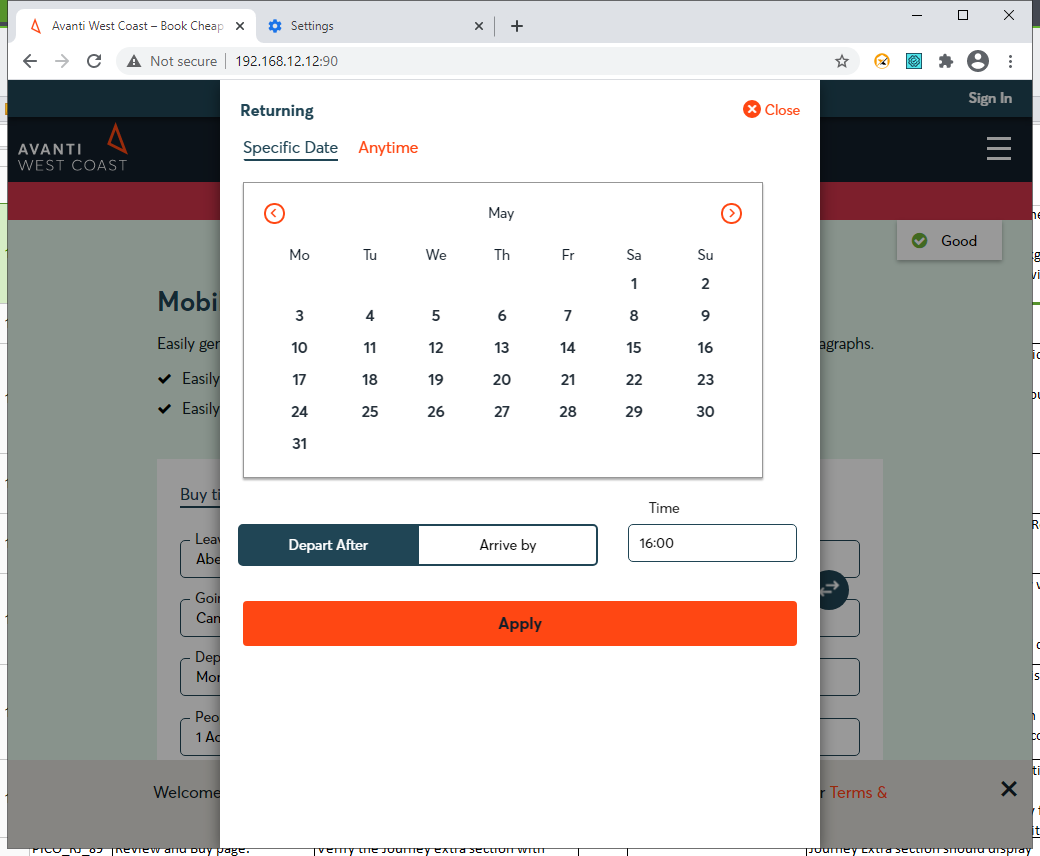 Avanti West Coast – Book Cheap
Settings
Not secure
192.168.12.12:90
Sign In
AVANTI
WEST COAST
Returning
Close
Specific Date Anytime
May
Mo Tu We Th Fr Sa Su
1 2
3 4 5 6 7 8 9
10 11 12 13 14 15 16
17 18 19 20 21 22 23
24 25 26 27 28 29 30
31
Good
Mobi
Easily ger
agraphs.
Easily
Easily
Buy ti
Time
Depart After Arrive by 16:00
Leav
Abe
Goi
Can
Apply
Dep
Mor
Peo
1 Ad
Welcome
r Terms &
PICO_RJ_89 Review and Buy page. Verify the Journey extra section with Journey Extra section should display